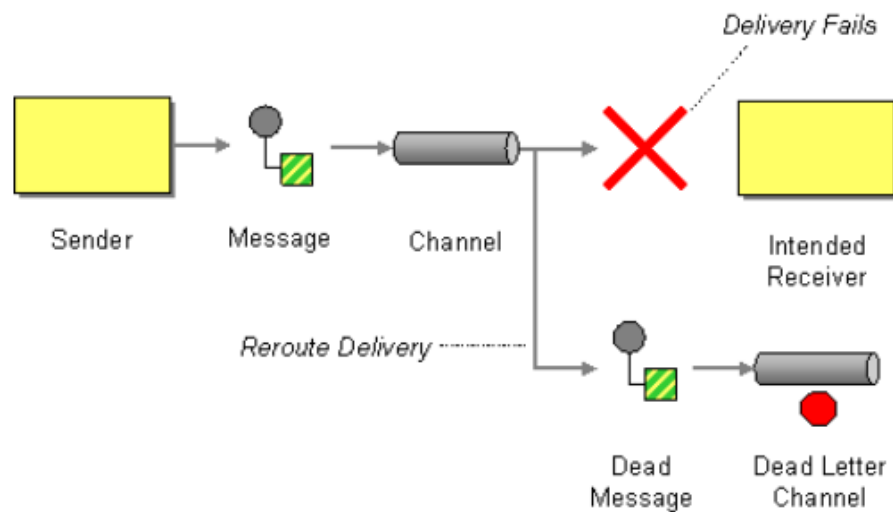 Delivery Fails
Sender
Message
Channel
Intended
Receiver
Reroute Delivery
Dead
Message
Dead Letter
Channel